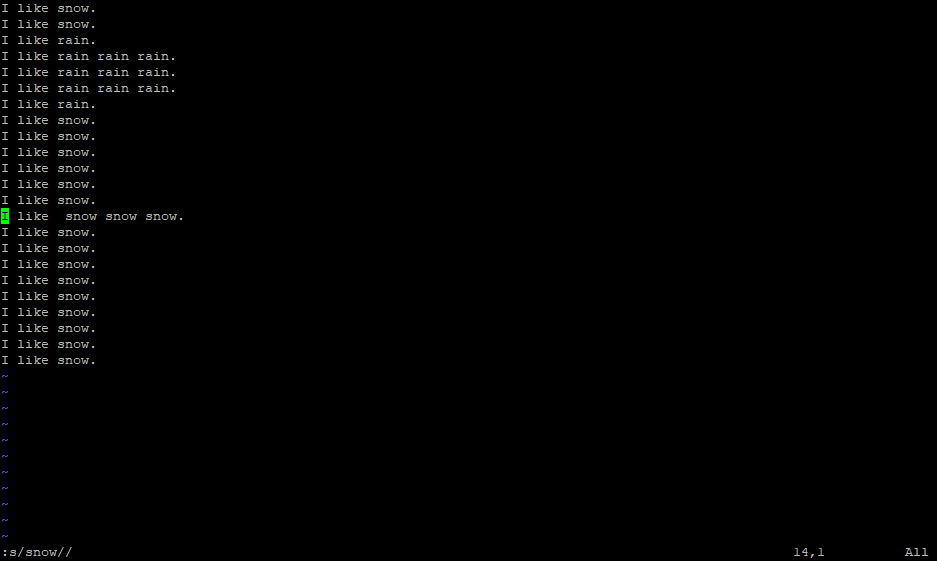 I like snow.
I like snow.
I like rain.
I like rain rain rain.
I like rain rain rain.
I like rain rain rain.
I like rain.
I like snow.
I like snow.
I like snow.
I like snow.
I like snow.
I like snow.
I like  snow snow snow.
I like snow.
I like snow.
I like snow.
I like snow.
I like snow.
I like snow.
I like snow.
I like snow.
I like snow.
~
~
~
~
~
~
~
~
~
~
~
:s/snow// 14,1 All